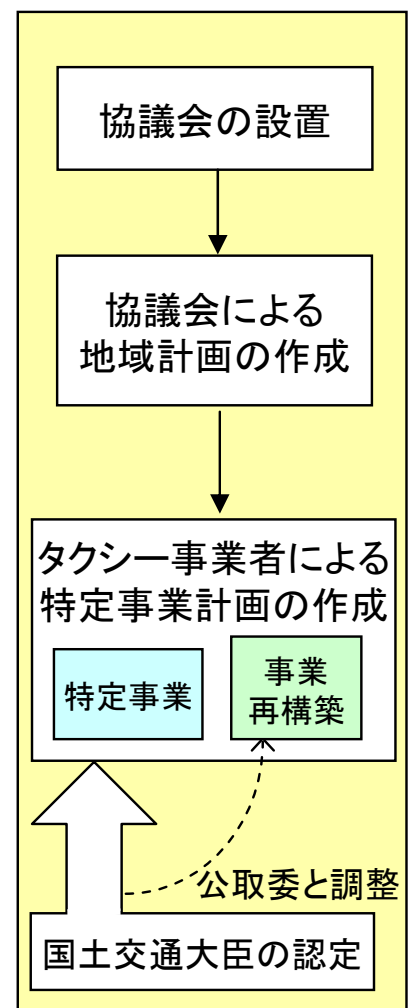 協議会の設置
協議会による
地域計画の作成
タクシー事業者による
特定事業計画の作成
特定事業
事業
再構築
公取委と調整
国土交通大臣の認定